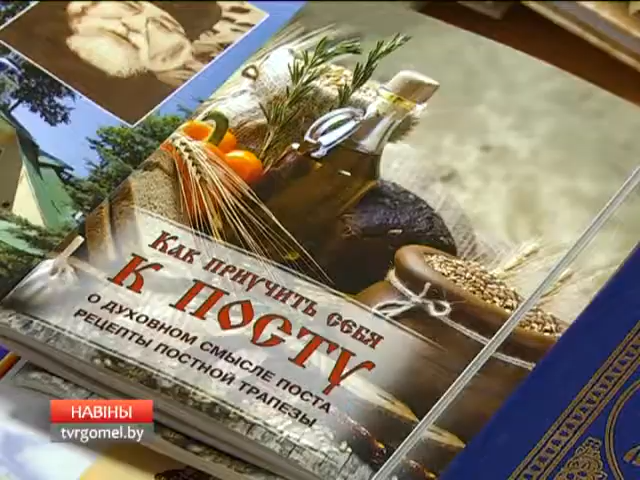 Как приучить себя
к посту
О ДУХОВНОМ СМЫСЛЕ ПОСТА
РЕЦЕПТЫ ПОСТНОЙ ТРАПЕЗЫ
НАВІНЫ
tvrgomel.by